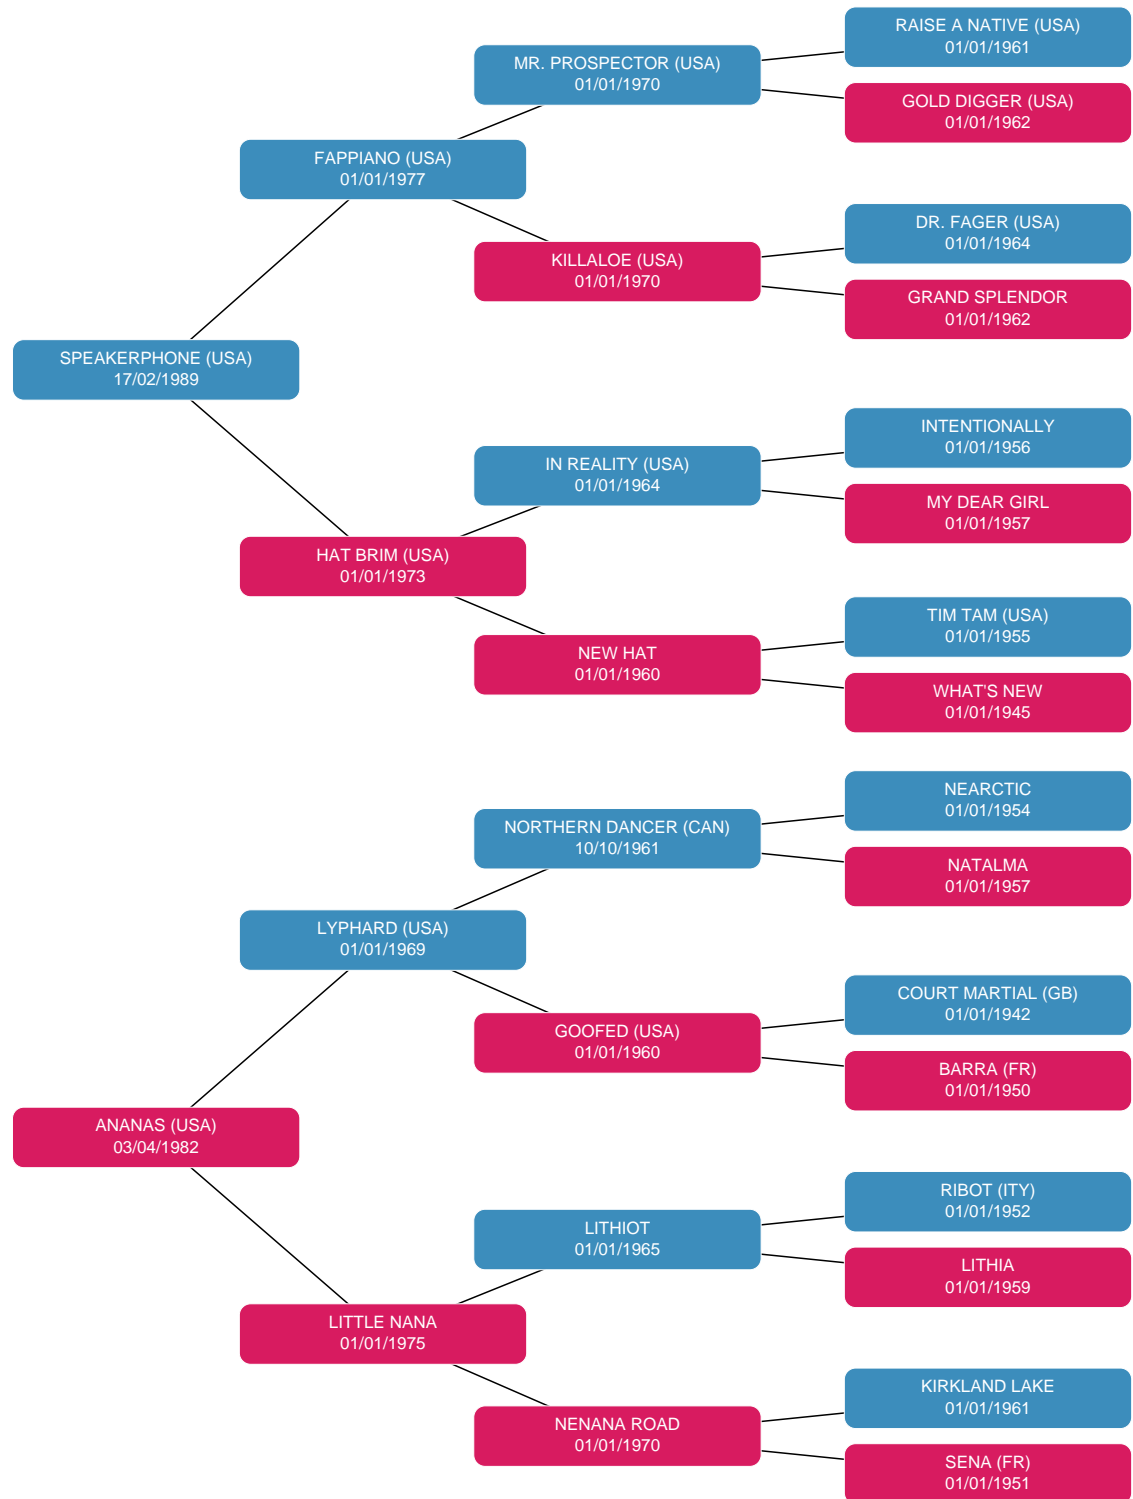 RAISE A NATIVE (USA)
01/01/1961
MR. PROSPECTOR (USA)
01/01/1970
GOLD DIGGER (USA)
01/01/1962
FAPPIANO (USA)
01/01/1977
DR. FAGER (USA)
01/01/1964
KILLALOE (USA)
01/01/1970
GRAND SPLENDOR
01/01/1962
SPEAKERPHONE (USA)
17/02/1989
INTENTIONALLY
01/01/1956
IN REALITY (USA)
01/01/1964
MY DEAR GIRL
01/01/1957
HAT BRIM (USA)
01/01/1973
TIM TAM (USA)
01/01/1955
NEW HAT
01/01/1960
WHAT'S NEW
01/01/1945
NEARCTIC
01/01/1954
NORTHERN DANCER (CAN)
10/10/1961
NATALMA
01/01/1957
LYPHARD (USA)
01/01/1969
COURT MARTIAL (GB)
01/01/1942
GOOFED (USA)
01/01/1960
BARRA (FR)
01/01/1950
ANANAS (USA)
03/04/1982
RIBOT (ITY)
01/01/1952
LITHIOT
01/01/1965
LITHIA
01/01/1959
LITTLE NANA
01/01/1975
KIRKLAND LAKE
01/01/1961
NENANA ROAD
01/01/1970
SENA (FR)
01/01/1951